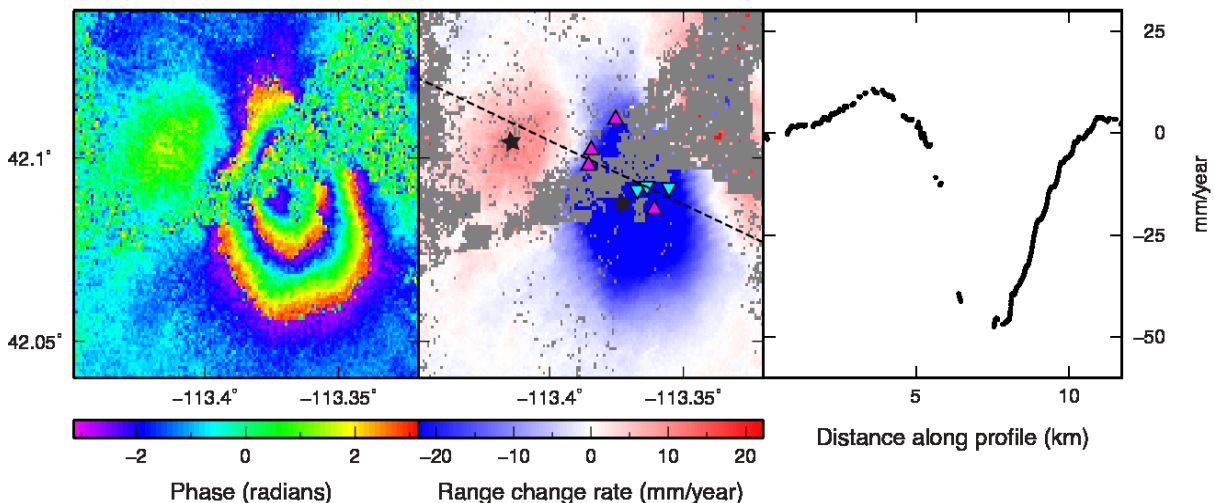 25
42.1°
0
−25
42.05°
−50
−113.4° −113.35° −113.4° −113.35° 5 10
mm/year
−2 0 2 −20 −10 0 10 20
Distance along profile (km)
Phase (radians) Range change rate (mm/year)